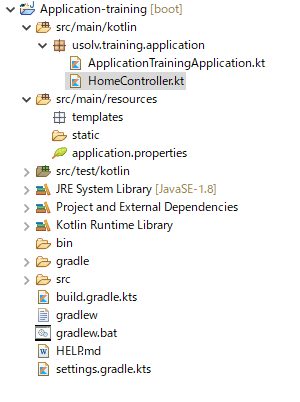 Application-training [boot]
src/main/kotlin
usolv.training.application
ApplicationTrainingApplication.kt
HomeController.kt
src/main/resources
templates
static
application.properties
src/test/kotlin
JRE System Library [JavaSE-1.8]
Project and External Dependencies
Kotlin Runtime Library
bin
gradle
src
build.gradle.kts
gradlew
gradlew.bat
HELP.md
settings.gradle.kts